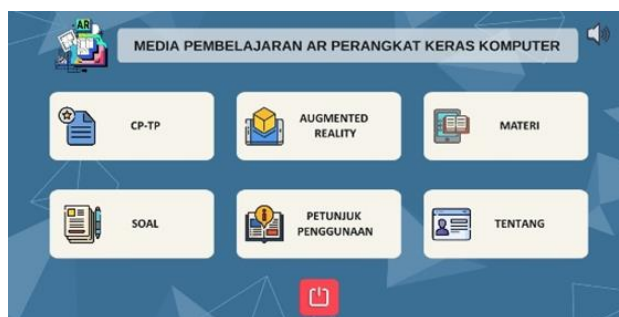 AR
MEDIA PEMBELAJARAN AR PERANGKAT KERAS KOMPUTER
CP-TP
AUGMENTED
REALITY
MATERI
SOAL
PETUNJUK
PENGGUNAAN
TENTANG